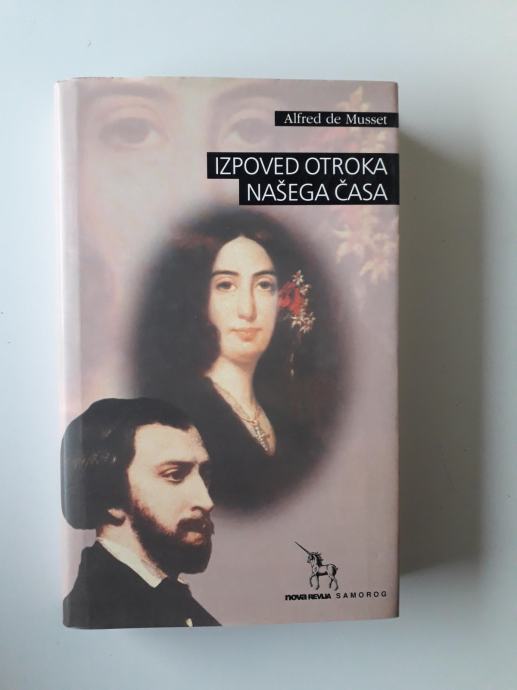 Alfred de Musset
IZPOVED OTROKA
NAŠEGA ČASA
nova REVIJA SAMOROG